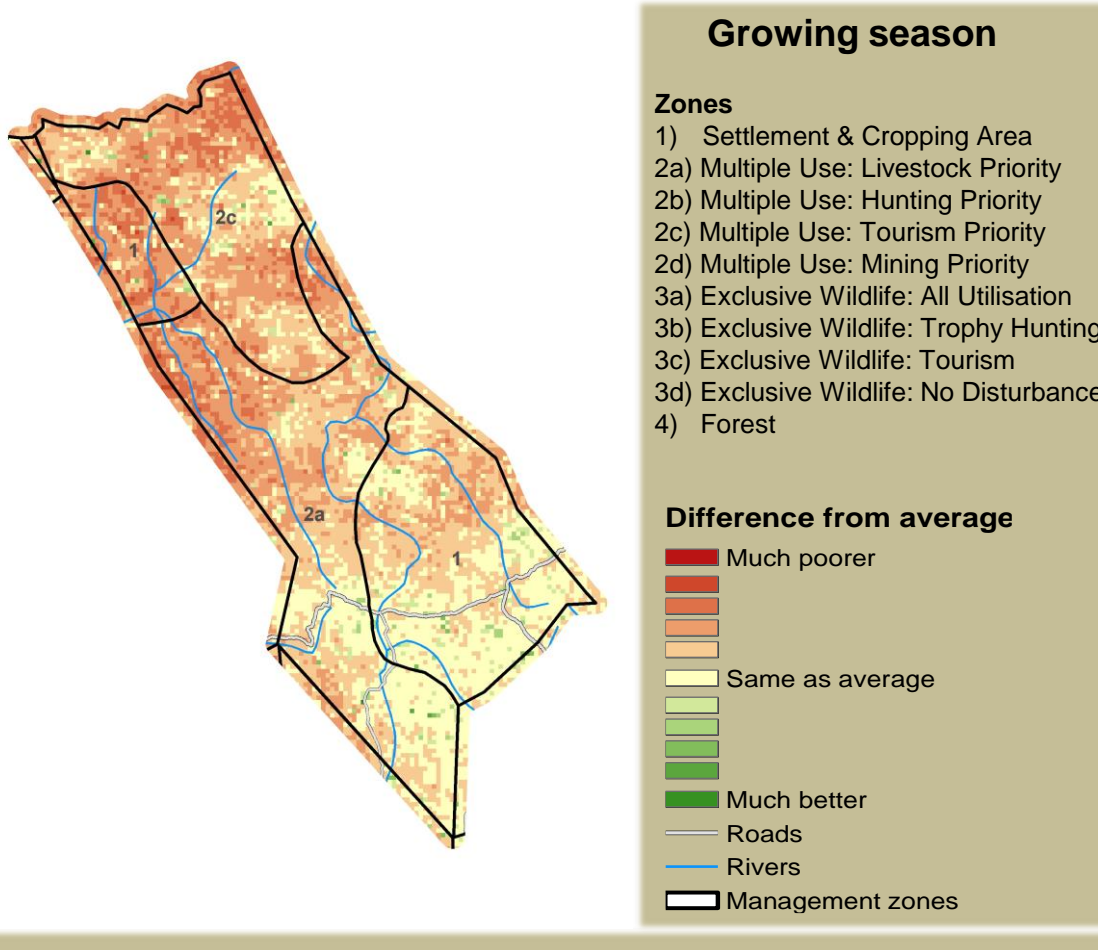 Growing season
Zones
1) Settlement & Cropping Area
2a) Multiple Use: Livestock Priority
2b) Multiple Use: Hunting Priority
2c) Multiple Use: Tourism Priority
2d) Multiple Use: Mining Priority
3a) Exclusive Wildlife: All Utilisation
3b) Exclusive Wildlife: Trophy Hunting
3c) Exclusive Wildlife: Tourism
3d) Exclusive Wildlife: No Disturbance
4) Forest
Difference from average
Much poorer
Same as average
Much better
Roads
Rivers
Management zones
2c
1
2a
1